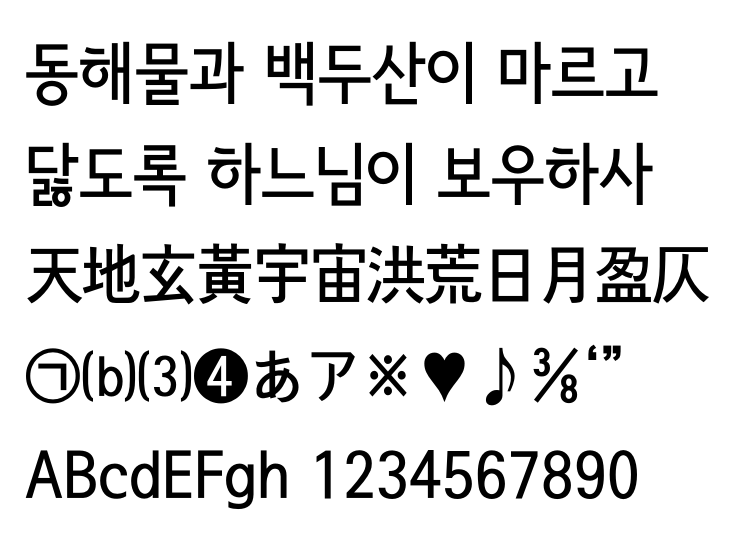 동해물과 백두산이 마르고
닳도록 하느님이 보우하사
天地玄黃宇宙洪荒日月盈仄
㉠⒝⑶❹あア※♥♪⅜‘”
ABcdEFgh 1234567890